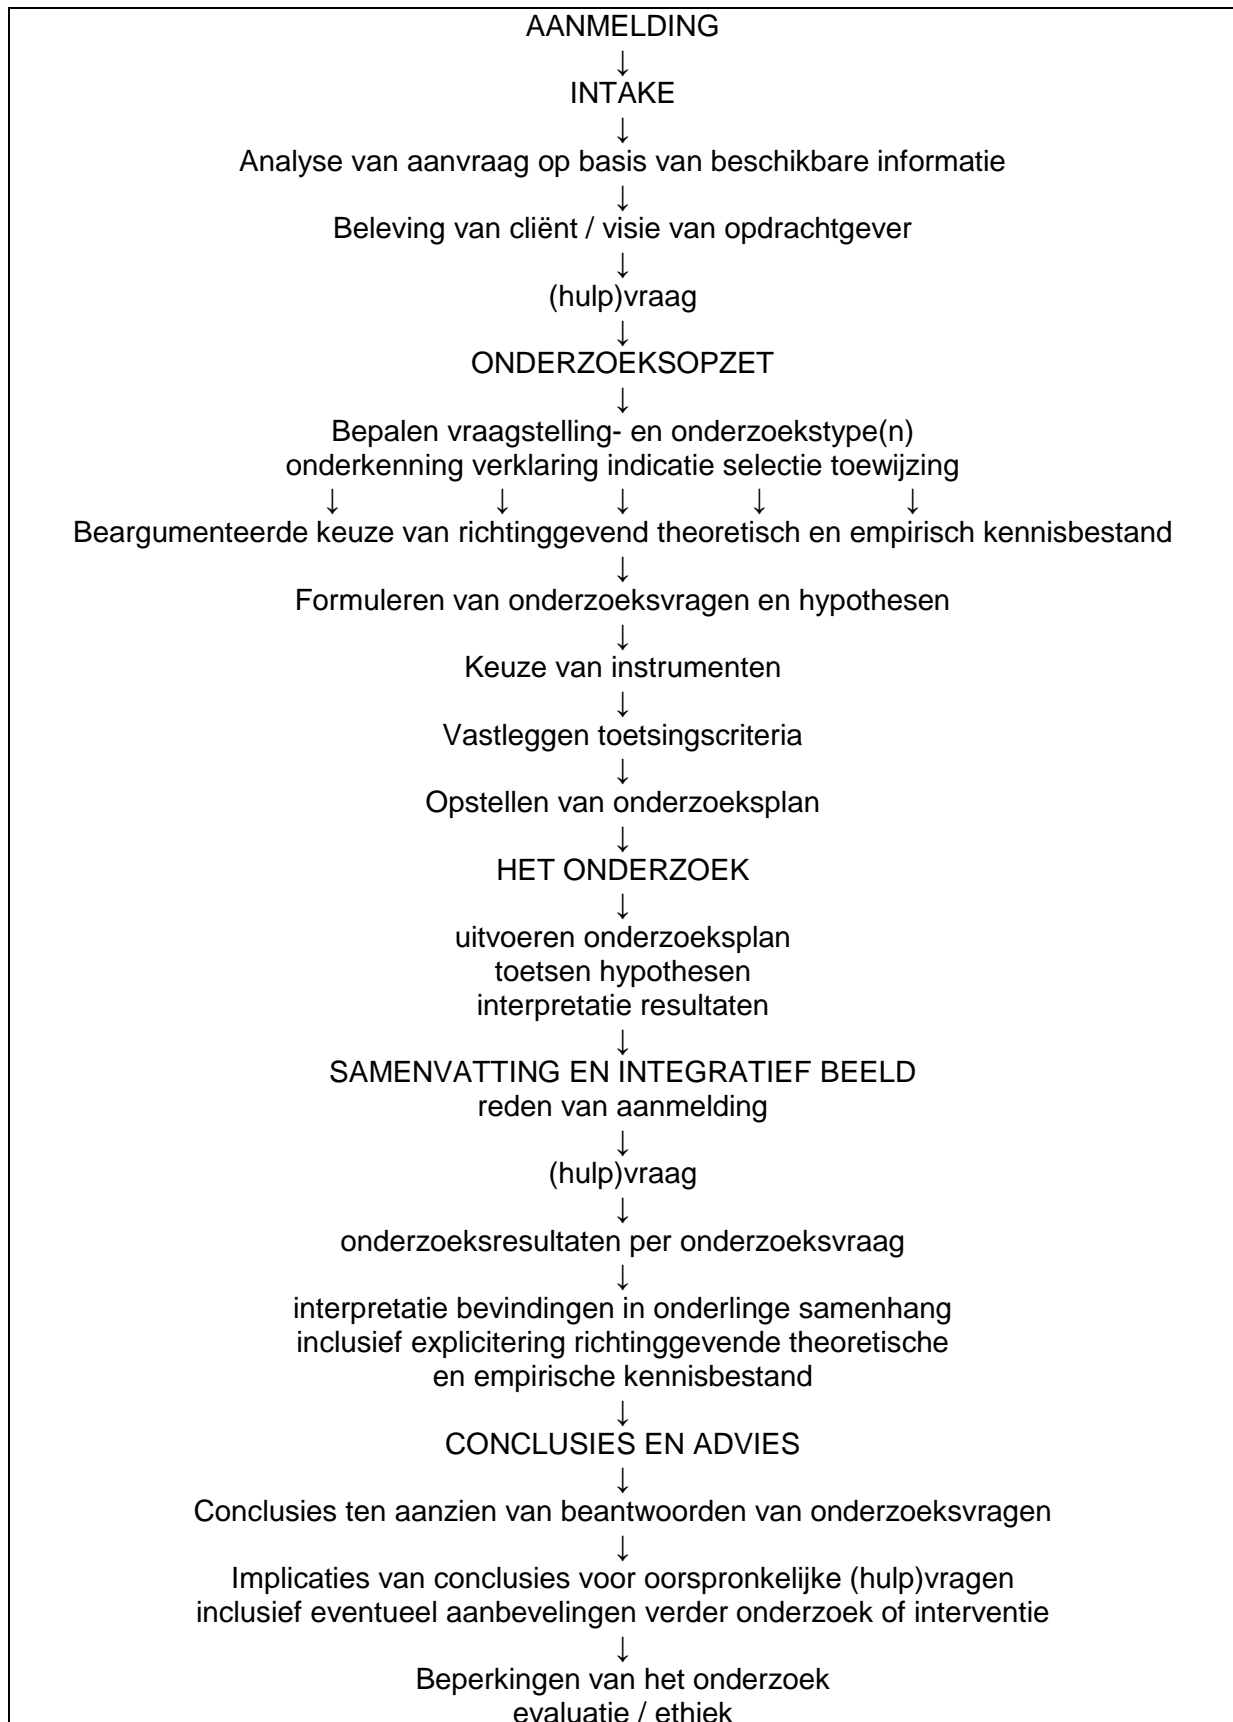 AANMELDING
↓
INTAKE
↓
Analyse van aanvraag op basis van beschikbare informatie
↓
Beleving van cliënt / visie van opdrachtgever
↓
(hulp)vraag
↓
ONDERZOEKSOPZET
↓
Bepalen vraagstelling- en onderzoekstype(n)
onderkenning verklaring indicatie selectie toewijzing
↓ ↓ ↓ ↓ ↓
Beargumenteerde keuze van richtinggevend theoretisch en empirisch kennisbestand
↓
Formuleren van onderzoeksvragen en hypothesen
↓
Keuze van instrumenten
↓
Vastleggen toetsingscriteria
↓
Opstellen van onderzoeksplan
↓
HET ONDERZOEK
↓
uitvoeren onderzoeksplan
toetsen hypothesen
interpretatie resultaten
↓
SAMENVATTING EN INTEGRATIEF BEELD
reden van aanmelding
↓
(hulp)vraag
↓
onderzoeksresultaten per onderzoeksvraag
↓
interpretatie bevindingen in onderlinge samenhang
inclusief explicitering richtinggevende theoretische
en empirische kennisbestand
↓
CONCLUSIES EN ADVIES
↓
Conclusies ten aanzien van beantwoorden van onderzoeksvragen
↓
Implicaties van conclusies voor oorspronkelijke (hulp)vragen
inclusief eventueel aanbevelingen verder onderzoek of interventie
↓
Beperkingen van het onderzoek
evaluatie / ethiek